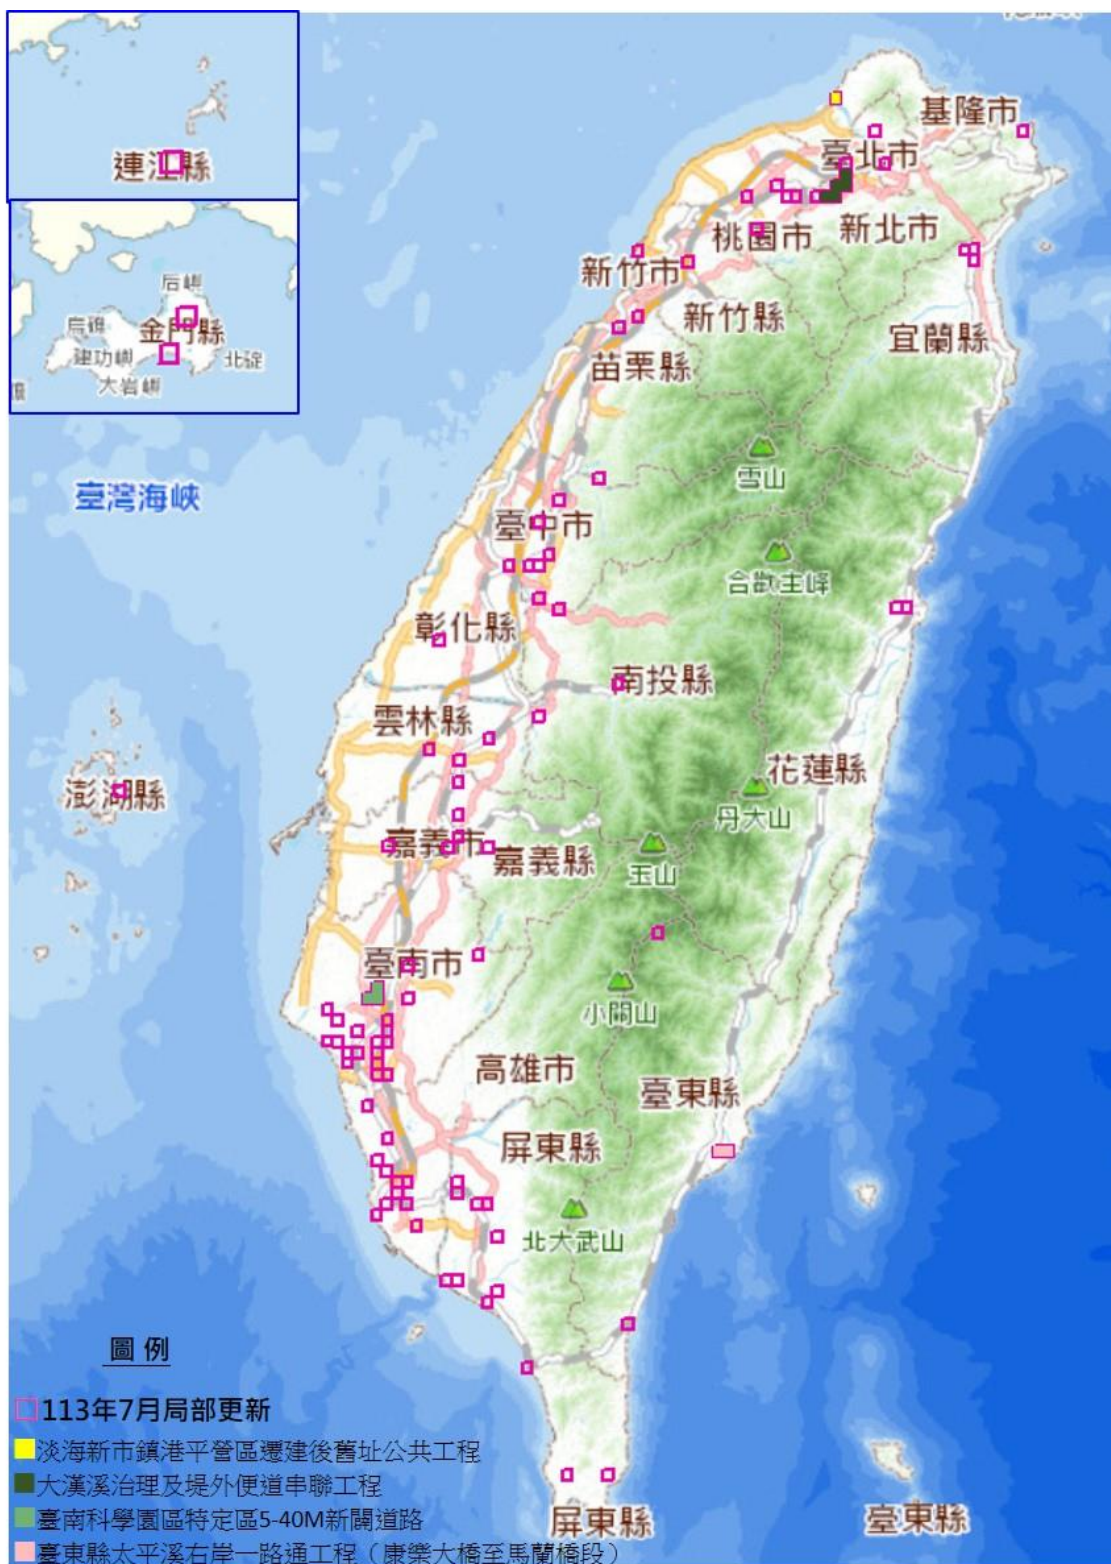 連江縣
后嶼
烏礁
金門縣
建功嶼
北碇
大岩嶼
基隆市
臺北市
新北市
桃園市
新竹市
新竹縣
宜蘭縣
苗栗縣
雪山
臺灣海峽
臺中市
合歡主峰
彰化縣
南投縣
雲林縣
花蓮縣
澎湖縣
丹大山
嘉義市
嘉義縣
玉山
臺南市
小關山
高雄市
臺東縣
屏東縣
北大武山
圖 例
113年7月局部更新
淡海新市鎮港平營區遷建後舊址公共工程
大漢溪治理及堤外便道串聯工程
臺南科學園區特定區5-40M新闢道路
臺東縣太平溪右岸一路通工程（康樂大橋至馬蘭橋段）
屏東縣
臺東縣